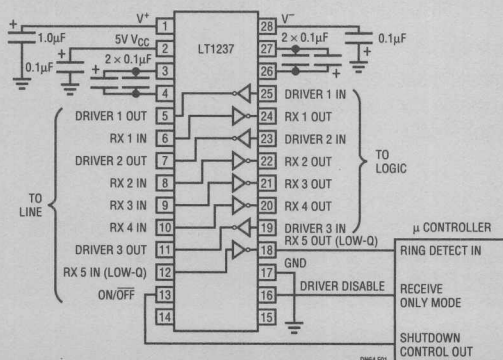 V+
1.0µF
5V VCC
0.1µF
2 × 0.1µF
LT1237
V−
2 × 0.1µF
0.1µF
1
2
3
4
5
6
7
8
9
10
11
12
13
14
28
27
26
25
24
23
22
21
20
19
18
17
16
15
DRIVER 1 OUT
RX 1 IN
DRIVER 2 OUT
RX 2 IN
RX 3 IN
RX 4 IN
DRIVER 3 OUT
RX 5 IN (LOW-Q)
ON/OFF
TO
LINE
DRIVER 1 IN
RX 1 OUT
DRIVER 2 IN
RX 2 OUT
RX 3 OUT
RX 4 OUT
DRIVER 3 IN
RX 5 OUT (LOW-Q)
GND
DRIVER DISABLE
TO
LOGIC
µ CONTROLLER
RING DETECT IN
RECEIVE
ONLY MODE
SHUTDOWN
CONTROL OUT
DN64 F01